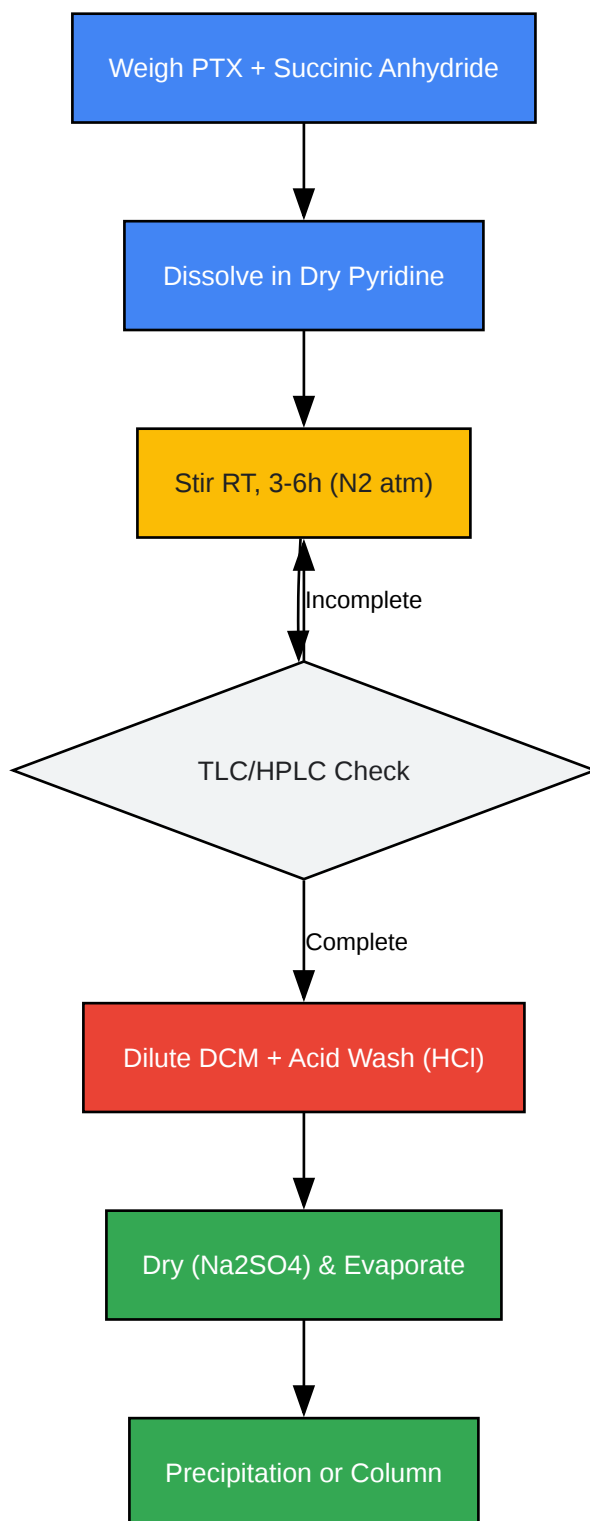 Weigh PTX + Succinic Anhydride
Dissolve in Dry Pyridine
Stir RT, 3-6h (N2 atm)
Incomplete
TLC/HPLC Check
Complete
Dilute DCM + Acid Wash (HCl)
Dry (Na2SO4) & Evaporate
Precipitation or Column